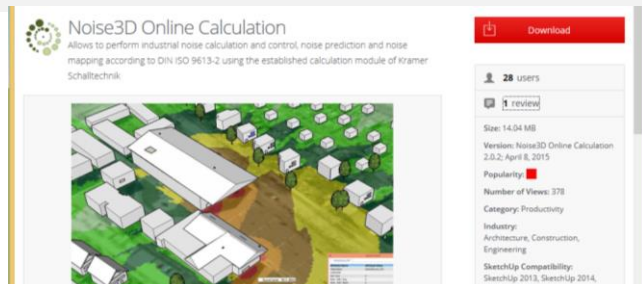 Noise3D Online Calculation
Allows to perform industrial noise calculation and control, noise prediction and noise
mapping according to DIN ISO 9613-2 using the established calculation module of Kramer
Schalltechnik
Download
28 users
1 review
Size: 14.04 MB
Version: Noise3D Online Calculation
2.0.2; April 8, 2015
Popularity:
Number of Views: 378
Category: Productivity
Industry:
Architecture, Construction,
Engineering
SketchUp Compatibility:
SketchUp 2013, SketchUp 2014,